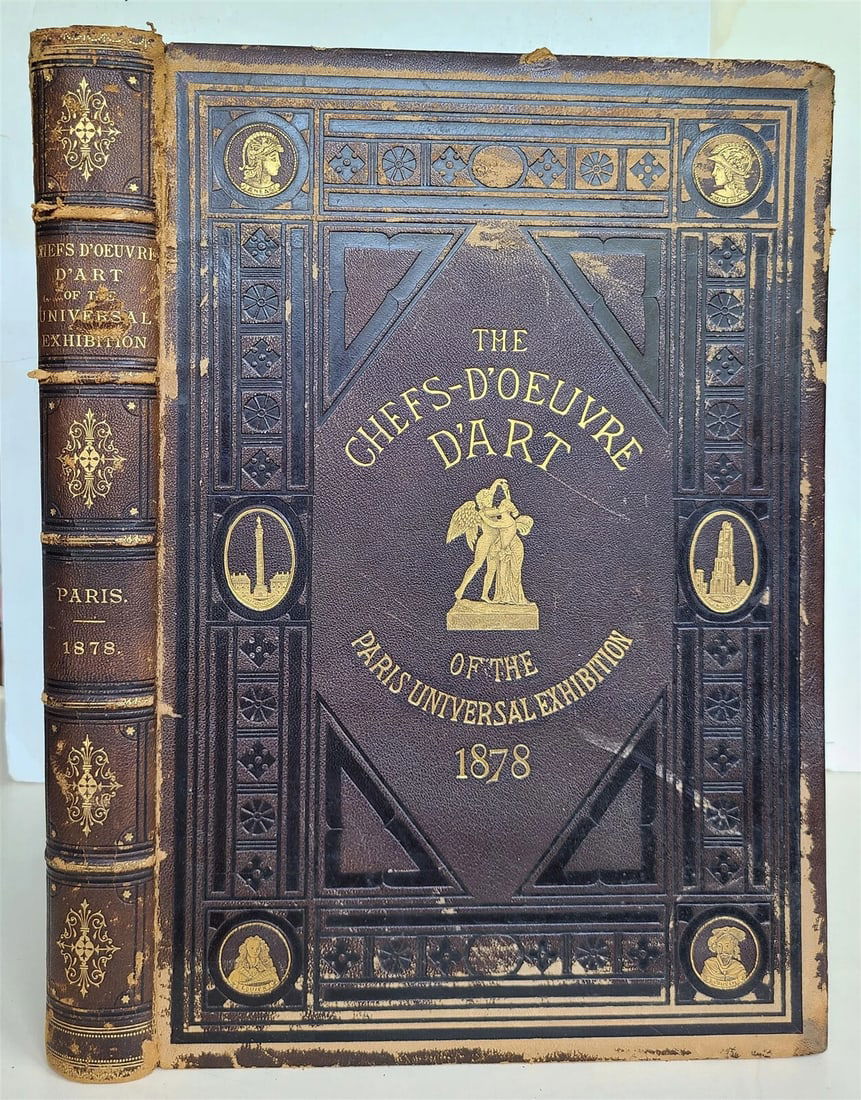 CHEFS D'OEUVRE
D'ART
OF THE
UNIVERSAL
EXHIBITION
PARIS.
1878.
THE
CHEFS-D'OEUVRE
D'ART
OF THE
PARIS UNIVERSAL EXHIBITION
1878